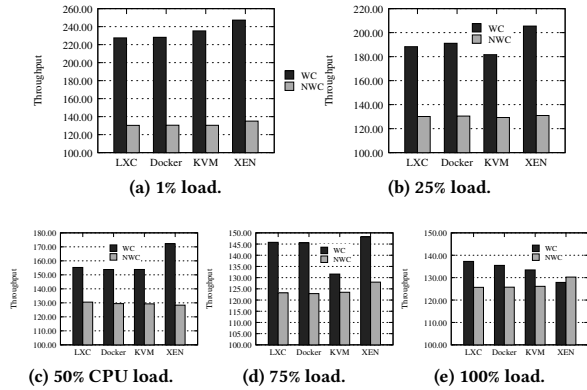 260.00
240.00
220.00
200.00
180.00
160.00
140.00
120.00
100.00
Throughput
LXC Docker KVM XEN
WC
NWC
(a) 1% load.
220.00
200.00
180.00
160.00
140.00
120.00
100.00
Throughput
LXC Docker KVM XEN
WC
NWC
(b) 25% load.
180.00
170.00
160.00
150.00
140.00
130.00
120.00
110.00
100.00
Throughput
LXC Docker KVM XEN
WC
NWC
(c) 50% CPU load.
150.00
145.00
140.00
135.00
130.00
125.00
120.00
115.00
110.00
105.00
100.00
Throughput
LXC Docker KVM XEN
WC
NWC
(d) 75% load.
150.00
140.00
130.00
120.00
110.00
100.00
Throughput
LXC Docker KVM XEN
WC
NWC
(e) 100% load.